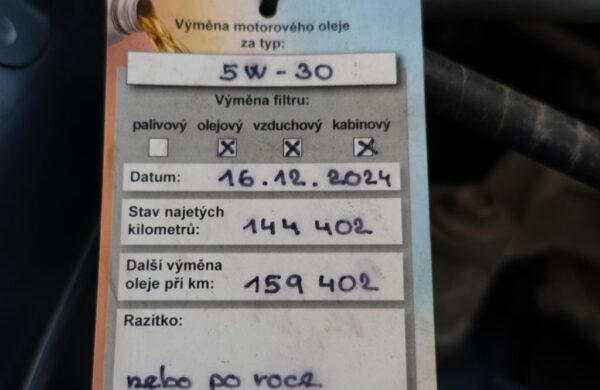 Výměna motorového oleje
za typ:
5W - 30
Výměna filtru:
palivový olejový vzduchový kabinový
Datum: 16.12.2024
Stav najetých
kilometrů: 144 402
Další výměna
oleje při km: 159 402
Razítko:
nebo po roce